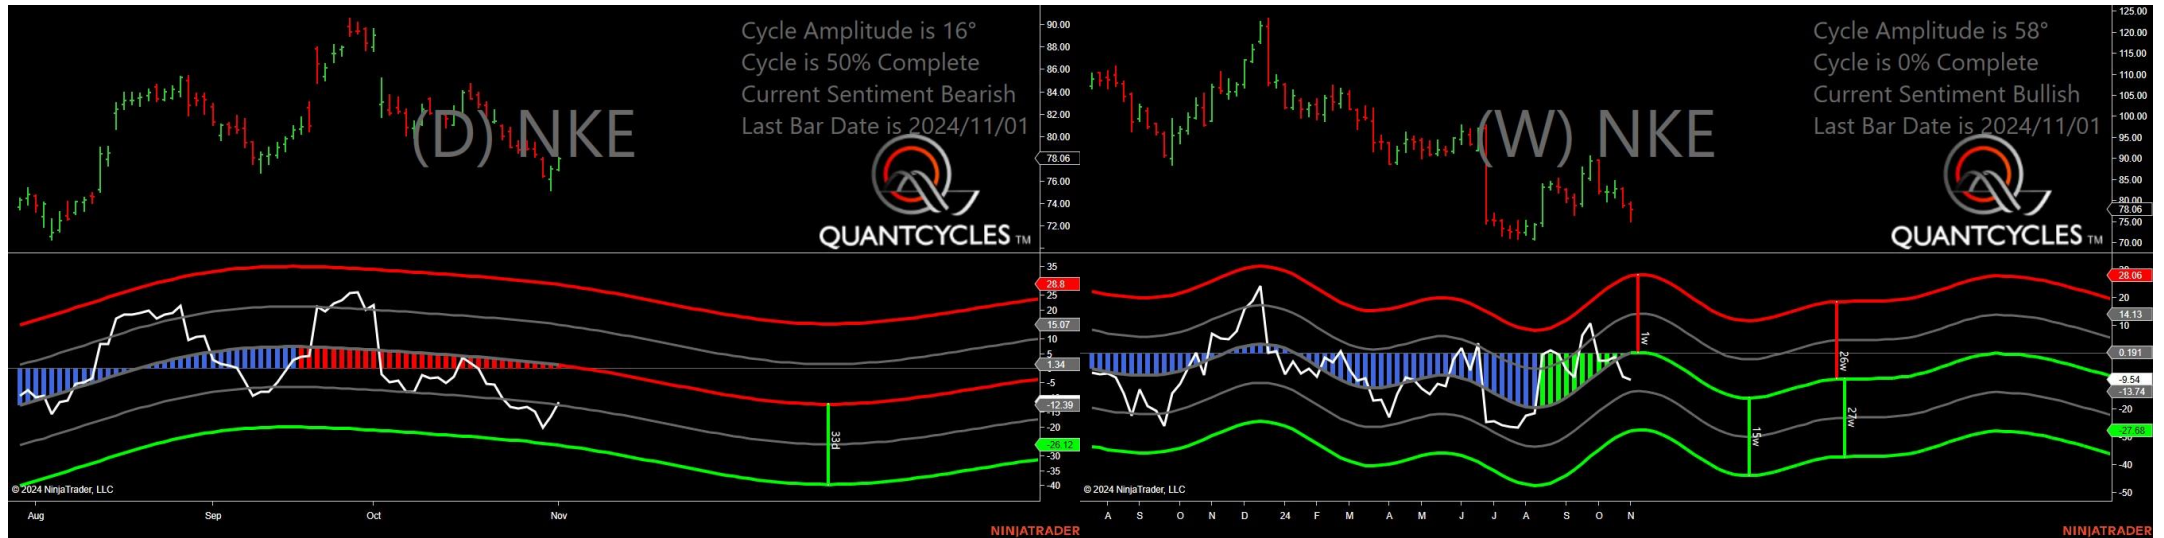 Cycle Amplitude is 16°
Cycle is 50% Complete
Current Sentiment Bearish
Last Bar Date is 2024/11/01
(D) NKE
QUANTCYCLES TM
90.00
88.00
86.00
84.00
82.00
80.00
78.06
76.00
74.00
72.00
35
28.8
25
20
15.07
10
5
1.34
-5
-12.39
-20
-26.12
-30
-35
-40
33d
© 2024 NinjaTrader, LLC
Aug Sep Oct Nov
NINJATRADER
Cycle Amplitude is 58°
Cycle is 0% Complete
Current Sentiment Bullish
Last Bar Date is 2024/11/01
(W) NKE
QUANTCYCLES TM
125.00
120.00
115.00
110.00
105.00
100.00
95.00
90.00
85.00
80.00
78.06
75.00
70.00
28.06
20
14.13
10
0.191
-9.54
-13.74
-20
-27.68
-40
-50
1w
26w
15w
27w
© 2024 NinjaTrader, LLC
A S O N D 24 F M A M J J A S O N
NINJATRADER